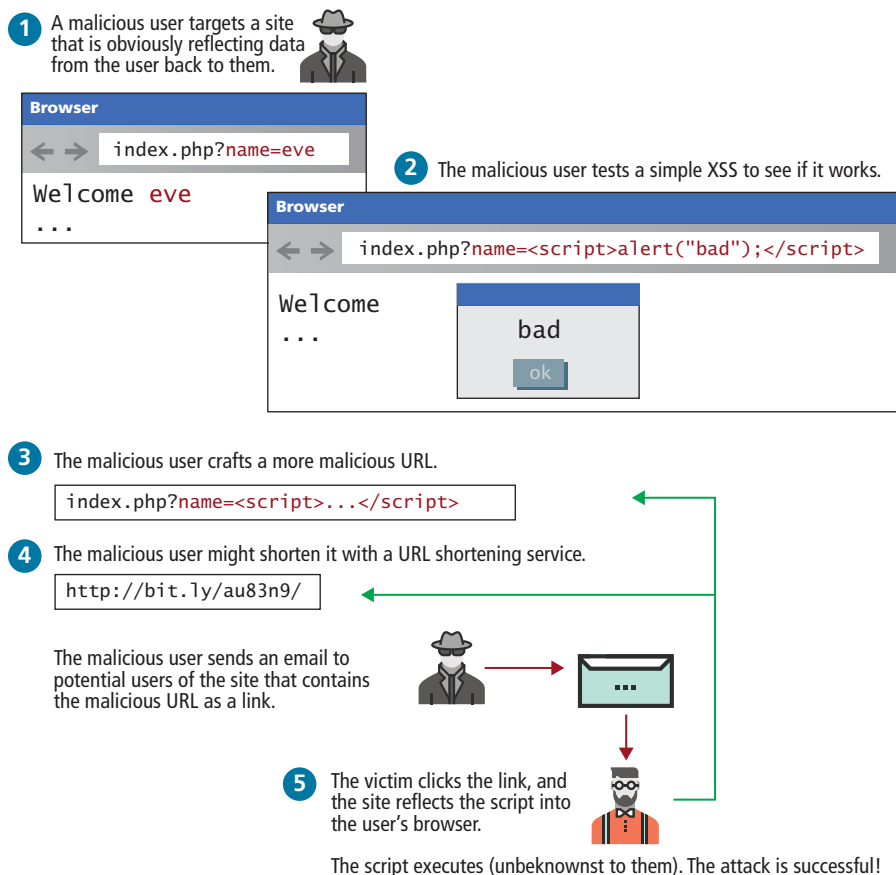 1
A malicious user targets a site
that is obviously reflecting data
from the user back to them.
Browser
index.php?name=eve
Welcome eve
...
2
The malicious user tests a simple XSS to see if it works.
Browser
index.php?name=<script>alert("bad");</script>
Welcome
...
bad
ok
3
The malicious user crafts a more malicious URL.
index.php?name=<script>...</script>
4
The malicious user might shorten it with a URL shortening service.
http://bit.ly/au83n9/
The malicious user sends an email to
potential users of the site that contains
the malicious URL as a link.
5
The victim clicks the link, and
the site reflects the script into
the user's browser.
The script executes (unbeknownst to them). The attack is successful!